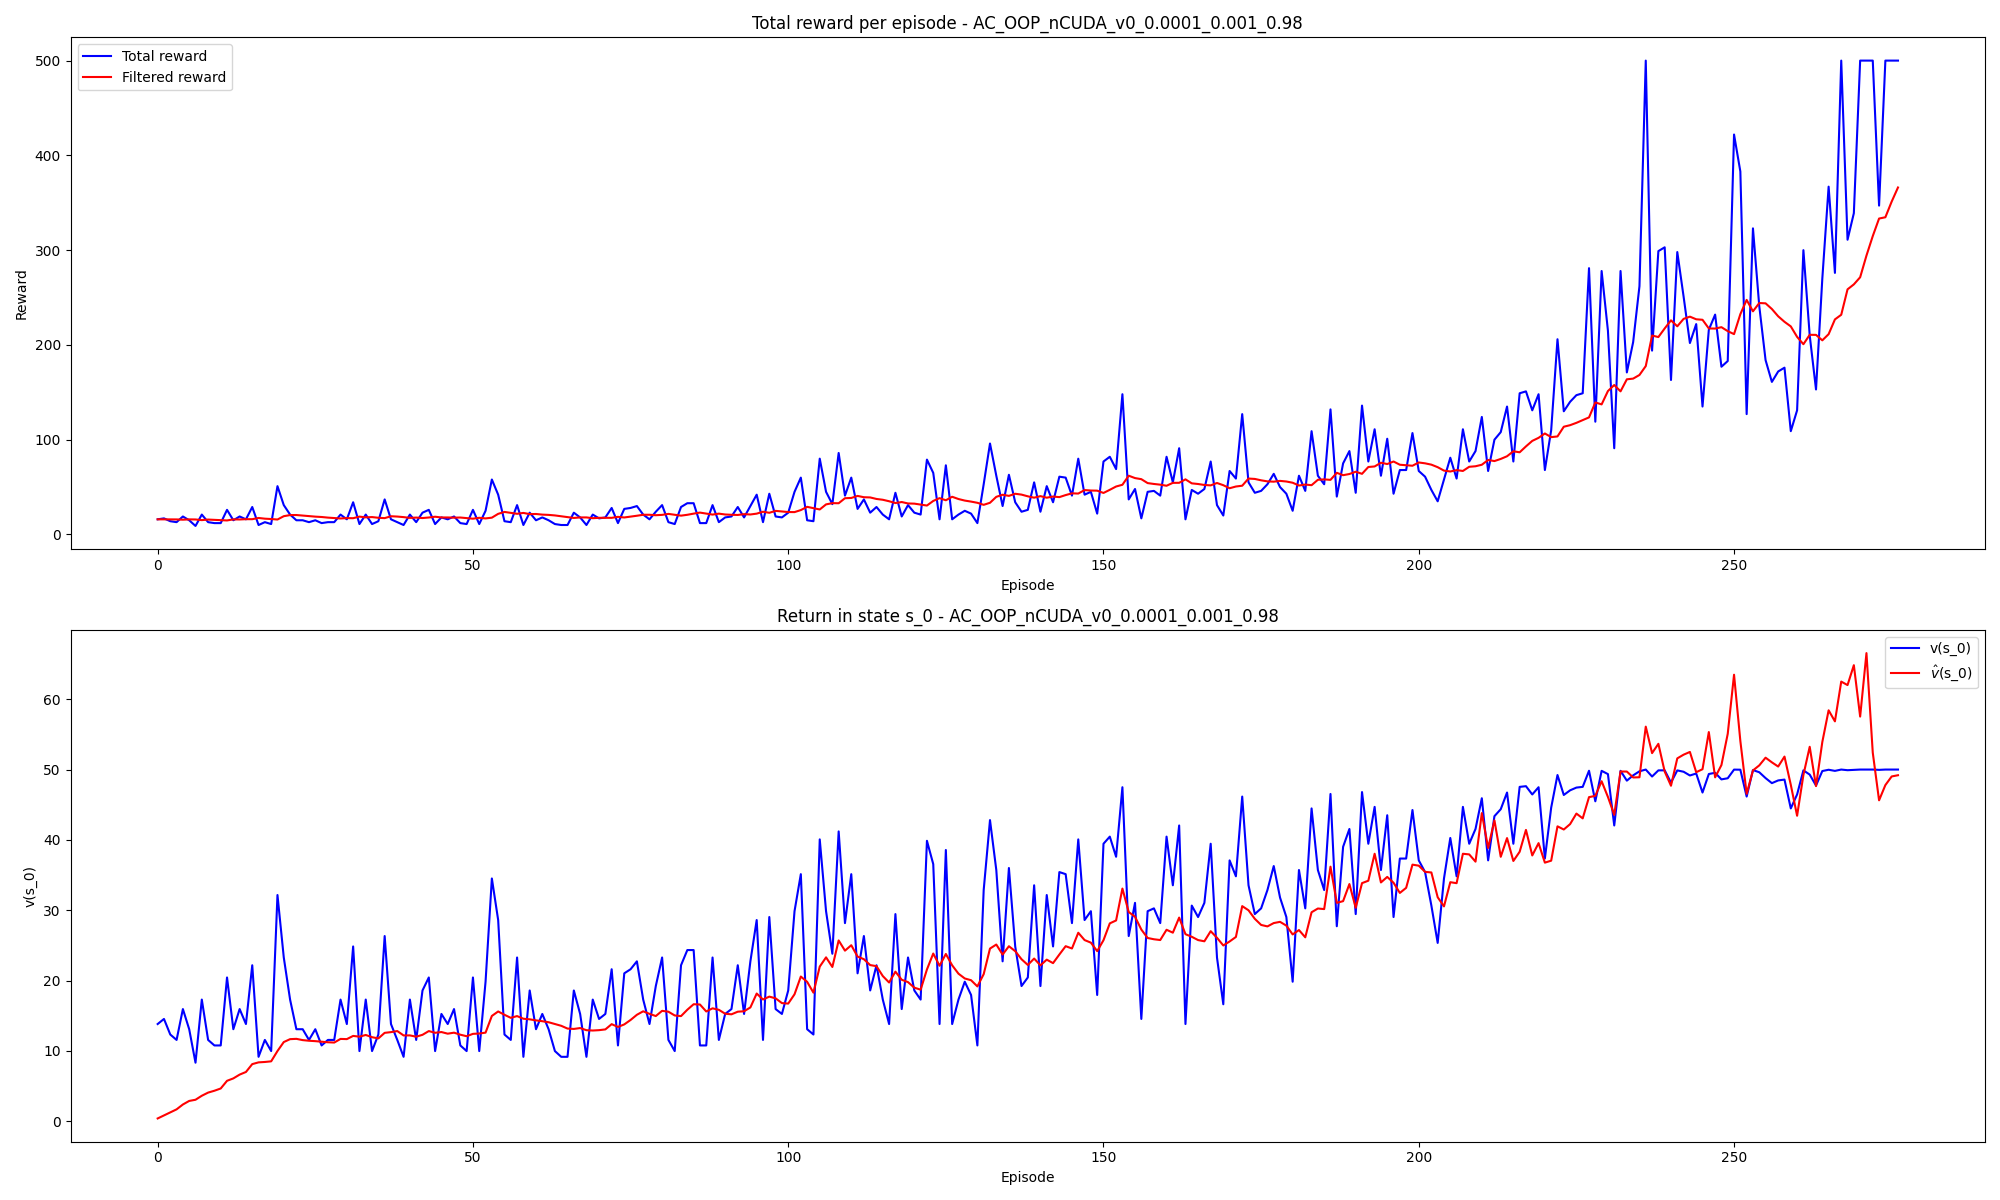 Total reward per episode - AC_OOP_nCUDA_v0_0.0001_0.001_0.98
Total reward
Filtered reward
500
400
300
200
100
0
Reward
0 50 100 150 200 250
Episode
Return in state s_0 - AC_OOP_nCUDA_v0_0.0001_0.001_0.98
v(s_0)
v̂(s_0)
60
50
40
30
20
10
0
v(s_0)
0 50 100 150 200 250
Episode